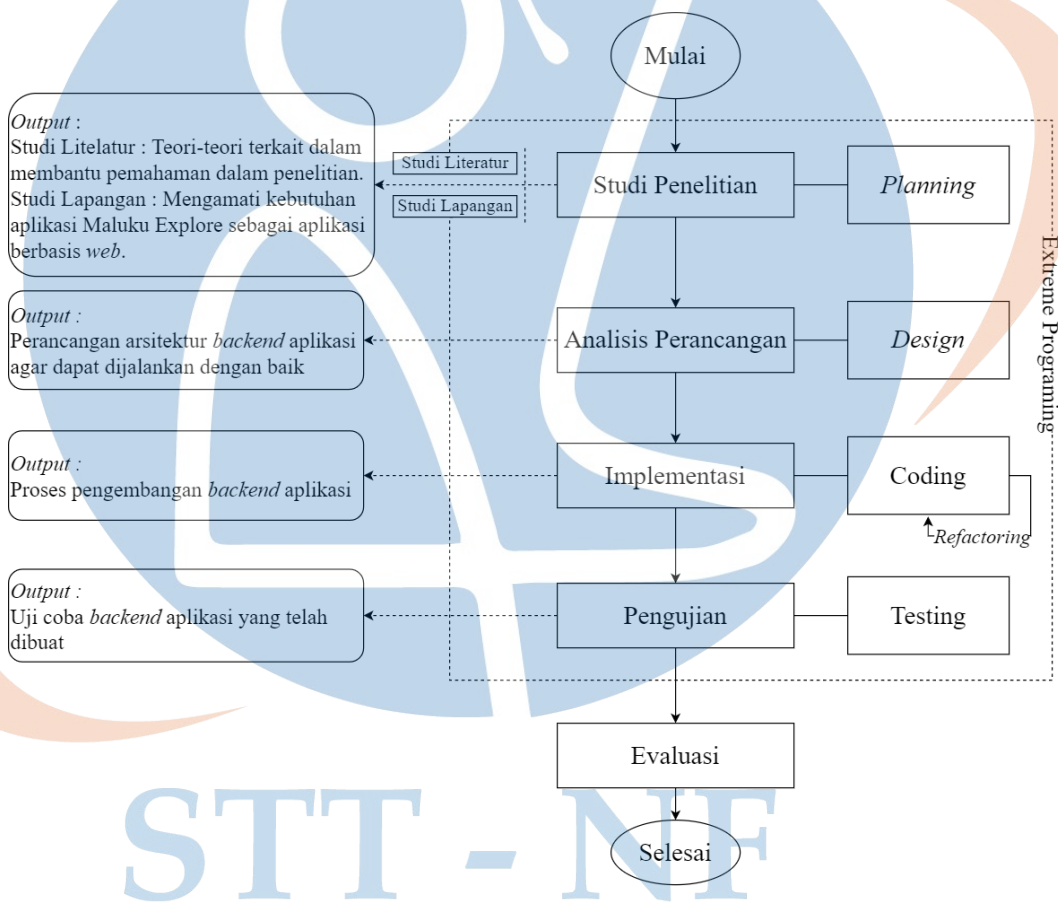 Mulai
Output :
Studi Litelatur : Teori-teori terkait dalam
membantu pemahaman dalam penelitian.
Studi Lapangan : Mengamati kebutuhan
aplikasi Maluku Explore sebagai aplikasi
berbasis web.
Studi Literatur
Studi Lapangan
Studi Penelitian
Planning
Extreme Programing
Output :
Perancangan arsitektur backend aplikasi
agar dapat dijalankan dengan baik
Analisis Perancangan
Design
Output :
Proses pengembangan backend aplikasi
Implementasi
Coding
Refactoring
Output :
Uji coba backend aplikasi yang telah
dibuat
Pengujian
Testing
Evaluasi
Selesai
STT - NF